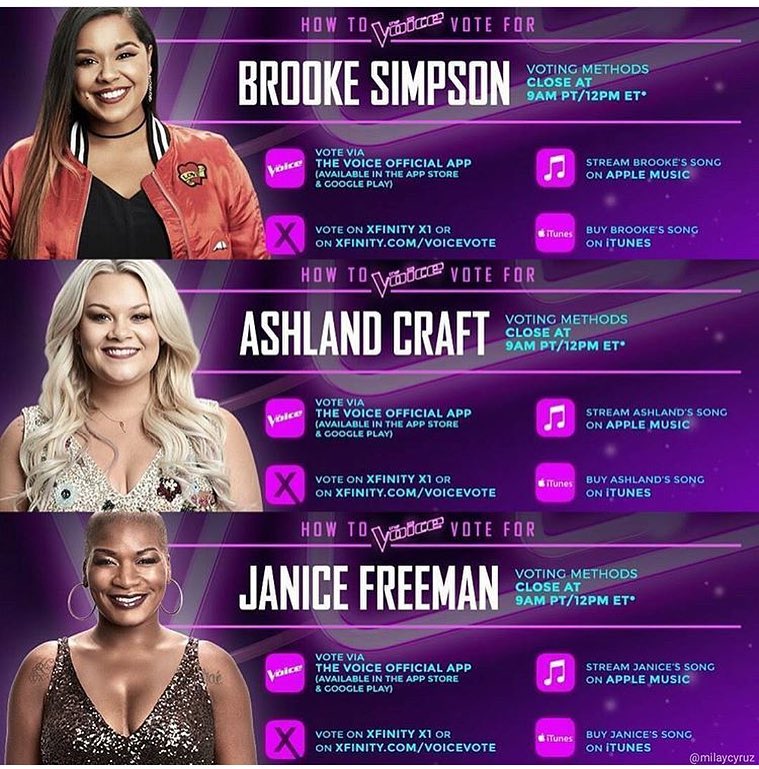 HOW TO The Voice VOTE FOR
BROOKE SIMPSON
VOTING METHODS
CLOSE AT
9AM PT/12PM ET*
The Voice
VOTE VIA
THE VOICE OFFICIAL APP
(AVAILABLE IN THE APP STORE
& GOOGLE PLAY)
STREAM BROOKE'S SONG
ON APPLE MUSIC
X
VOTE ON XFINITY X1 OR
ON XFINITY.COM/VOICEVOTE
iTunes
BUY BROOKE'S SONG
ON iTUNES
HOW TO The Voice VOTE FOR
ASHLAND CRAFT
VOTING METHODS
CLOSE AT
9AM PT/12PM ET*
The Voice
VOTE VIA
THE VOICE OFFICIAL APP
(AVAILABLE IN THE APP STORE
& GOOGLE PLAY)
STREAM ASHLAND'S SONG
ON APPLE MUSIC
X
VOTE ON XFINITY X1 OR
ON XFINITY.COM/VOICEVOTE
iTunes
BUY ASHLAND'S SONG
ON iTUNES
HOW TO The Voice VOTE FOR
JANICE FREEMAN
VOTING METHODS
CLOSE AT
9AM PT/12PM ET*
The Voice
VOTE VIA
THE VOICE OFFICIAL APP
(AVAILABLE IN THE APP STORE
& GOOGLE PLAY)
STREAM JANICE'S SONG
ON APPLE MUSIC
X
VOTE ON XFINITY X1 OR
ON XFINITY.COM/VOICEVOTE
iTunes
BUY JANICE'S SONG
ON iTUNES
@milaycyruz